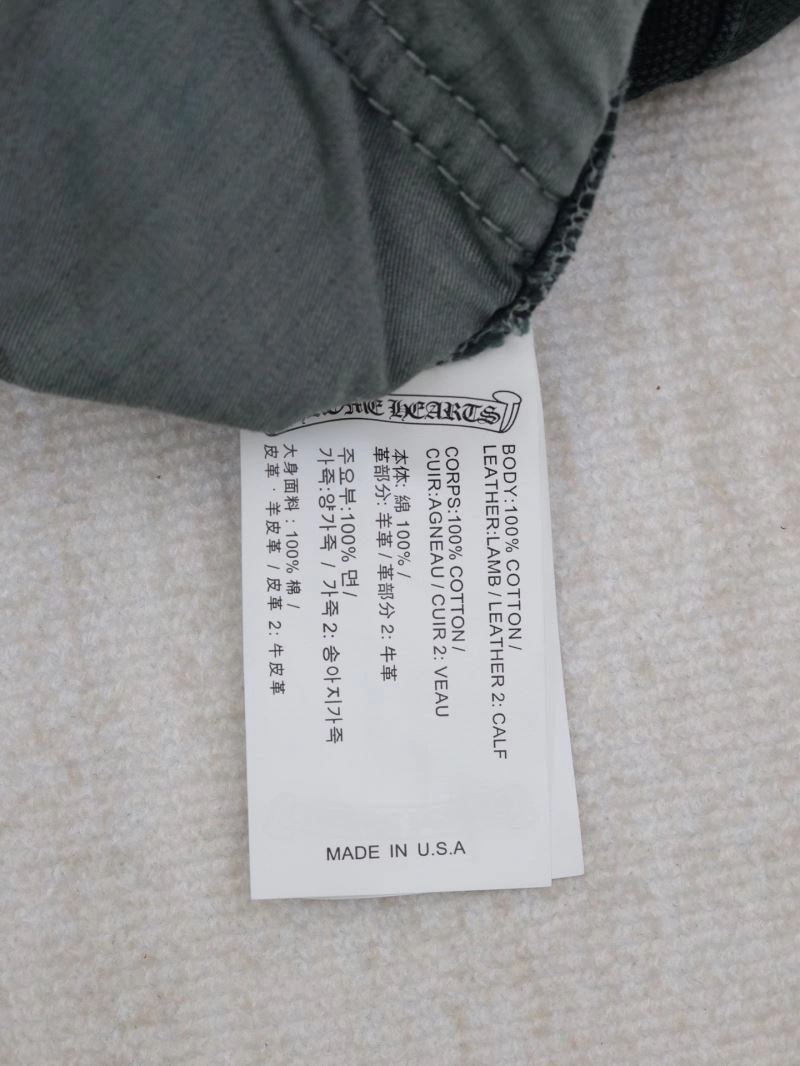 HROME HEARTS
BODY:100% COTTON /
LEATHER:LAMB / LEATHER 2: CALF
CORPS:100% COTTON /
CUIR:AGNEAU / CUIR 2: VEAU
本体: 綿 100% /
革部分: 羊革 / 革部分 2: 牛革
주요부:100% 면/
가죽:양가죽 / 가죽 2: 송아지가죽
大身面料 : 100% 棉 /
皮革 · 羊皮革 / 皮革 2: 牛皮革
MADE IN U.S.A